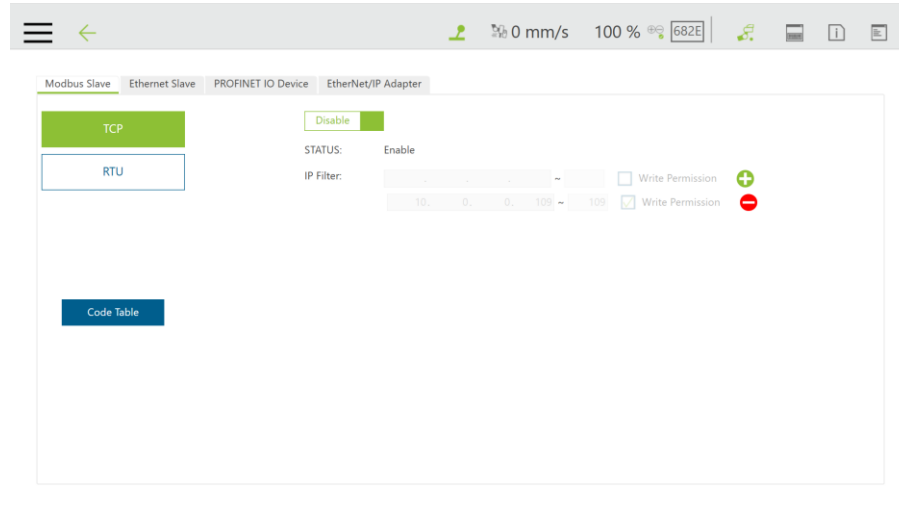 0 mm/s 100 % 682E
Modbus Slave Ethernet Slave PROFINET IO Device EtherNet/IP Adapter
TCP Disable
STATUS: Enable
RTU IP Filter: . . . ~ Write Permission
10. 0. 0. 109 ~ 109 Write Permission
Code Table